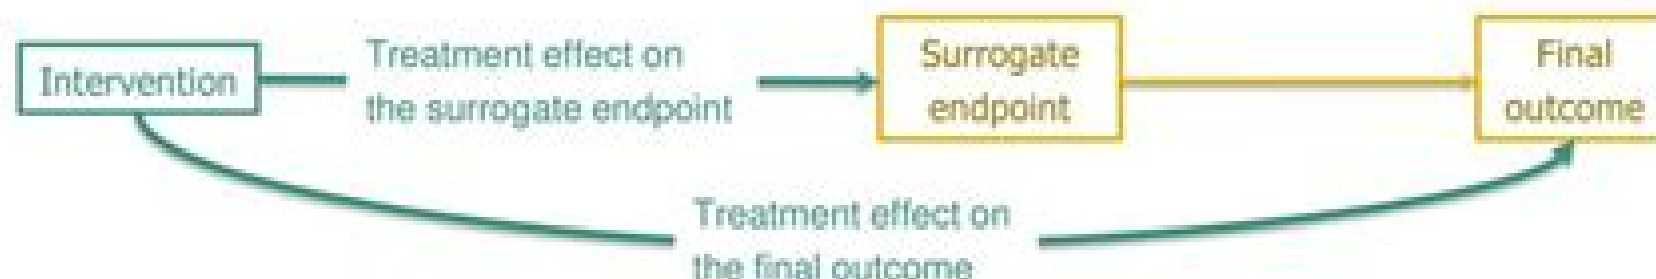 Intervention
Treatment effect on
the surrogate endpoint
Surrogate
endpoint
Final
outcome
Treatment effect on
the final outcome